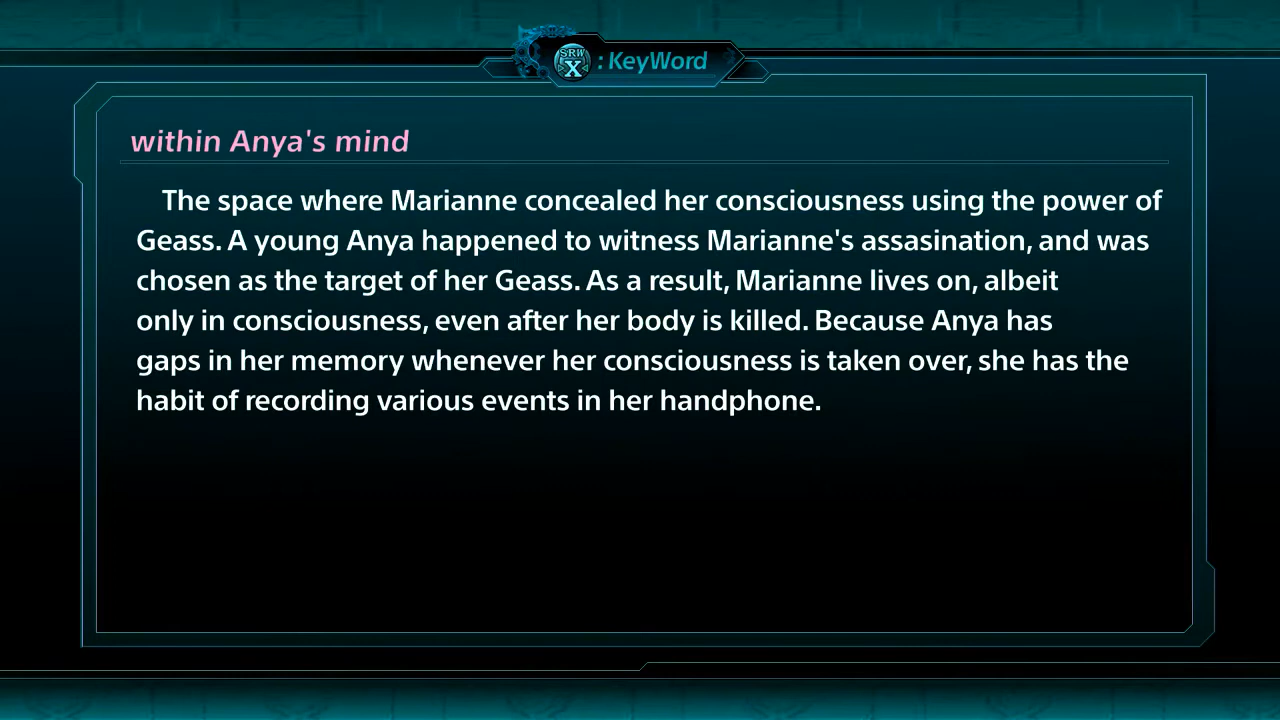 SRW X : KeyWord
within Anya's mind
The space where Marianne concealed her consciousness using the power of
Geass. A young Anya happened to witness Marianne's assasination, and was
chosen as the target of her Geass. As a result, Marianne lives on, albeit
only in consciousness, even after her body is killed. Because Anya has
gaps in her memory whenever her consciousness is taken over, she has the
habit of recording various events in her handphone.